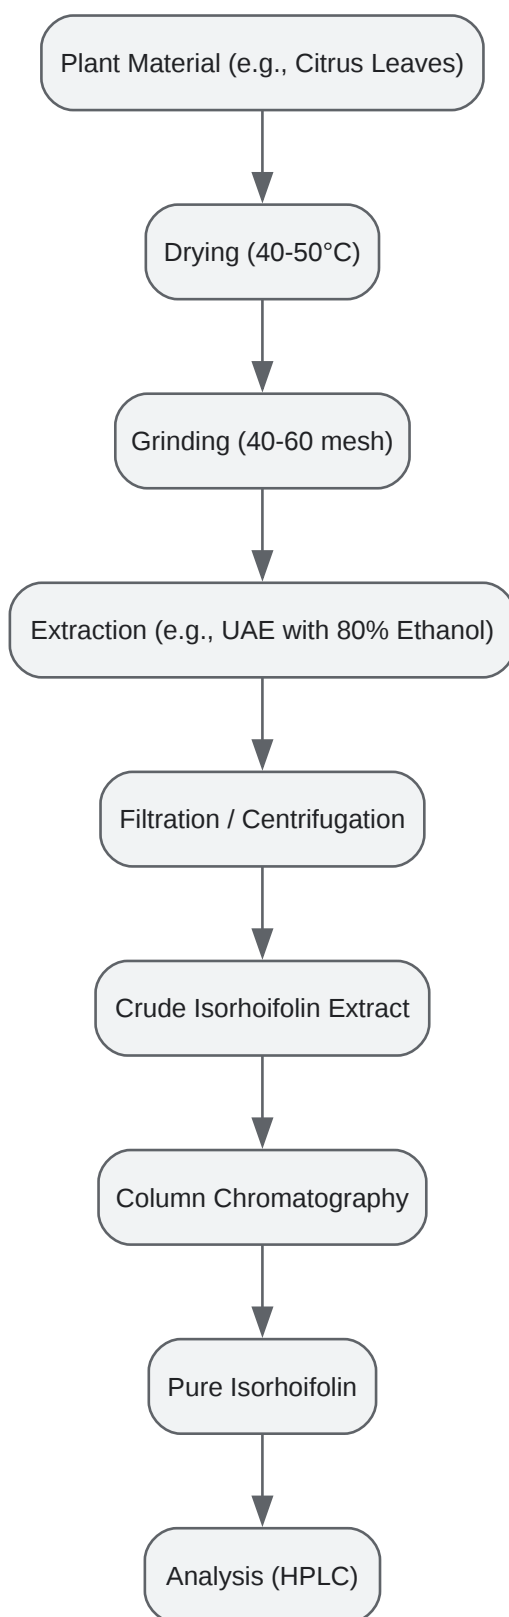 Plant Material (e.g., Citrus Leaves)
Drying (40-50°C)
Grinding (40-60 mesh)
Extraction (e.g., UAE with 80% Ethanol)
Filtration / Centrifugation
Crude Isorhoifolin Extract
Column Chromatography
Pure Isorhoifolin
Analysis (HPLC)